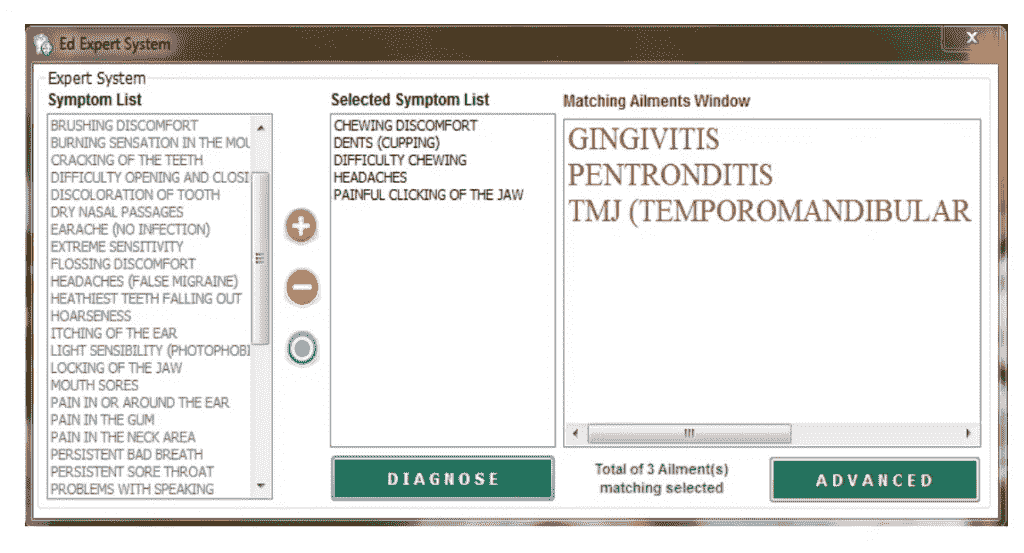 Ed Expert System
X
Expert System
Symptom List
BRUSHING DISCOMFORT
BURNING SENSATION IN THE MOU
CRACKING OF THE TEETH
DIFFICULTY OPENING AND CLOSI
DISCOLORATION OF TOOTH
DRY NASAL PASSAGES
EARACHE (NO INFECTION)
EXTREME SENSITIVITY
FLOSSING DISCOMFORT
HEADACHES (FALSE MIGRAINE)
HEATHIEST TEETH FALLING OUT
HOARSENESS
ITCHING OF THE EAR
LIGHT SENSIBILITY (PHOTOPHOBI
LOCKING OF THE JAW
MOUTH SORES
PAIN IN OR AROUND THE EAR
PAIN IN THE GUM
PAIN IN THE NECK AREA
PERSISTENT BAD BREATH
PERSISTENT SORE THROAT
PROBLEMS WITH SPEAKING
Selected Symptom List
CHEWING DISCOMFORT
DENTS (CUPPING)
DIFFICULTY CHEWING
HEADACHES
PAINFUL CLICKING OF THE JAW
DIAGNOSE
Matching Ailments Window
GINGIVITIS
PENTRONDITIS
TMJ (TEMPOROMANDIBULAR
Total of 3 Ailment(s)
matching selected
ADVANCED